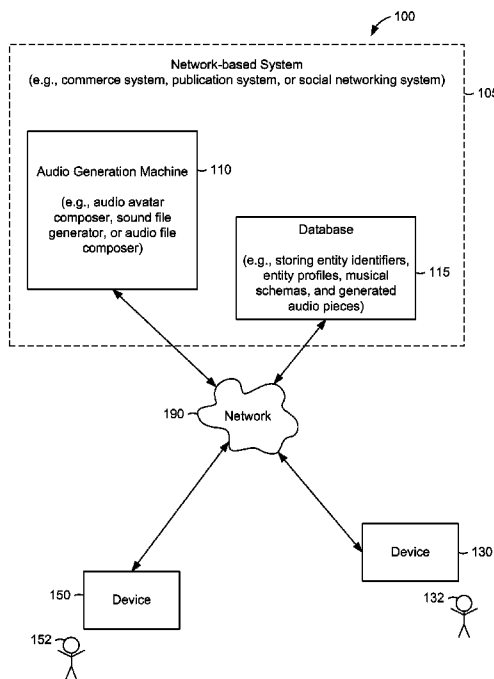 100
Network-based System
(e.g., commerce system, publication system, or social networking system)
105
Audio Generation Machine
110
(e.g., audio avatar
composer, sound file
generator, or audio file
composer)
Database
(e.g., storing entity identifiers,
entity profiles, musical
schemas, and generated
audio pieces)
115
190
Network
Device
130
150
Device
132
152